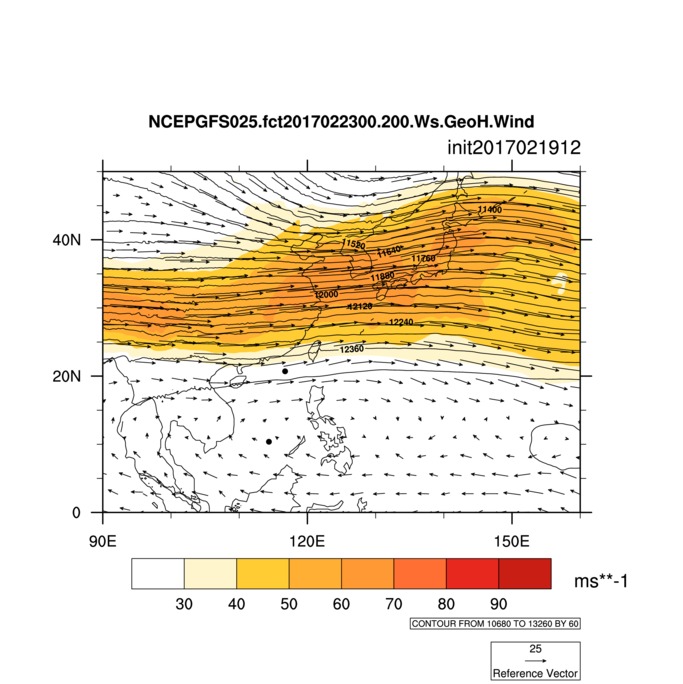 NCEPGFS025.fct2017022300.200.Ws.GeoH.Wind
init2017021912
11400
40N
11520
11640
11760
11880
12000
12120
12240
12360
20N
0
90E 120E 150E
ms**-1
30 40 50 60 70 80 90
CONTOUR FROM 10680 TO 13260 BY 60
25
Reference Vector